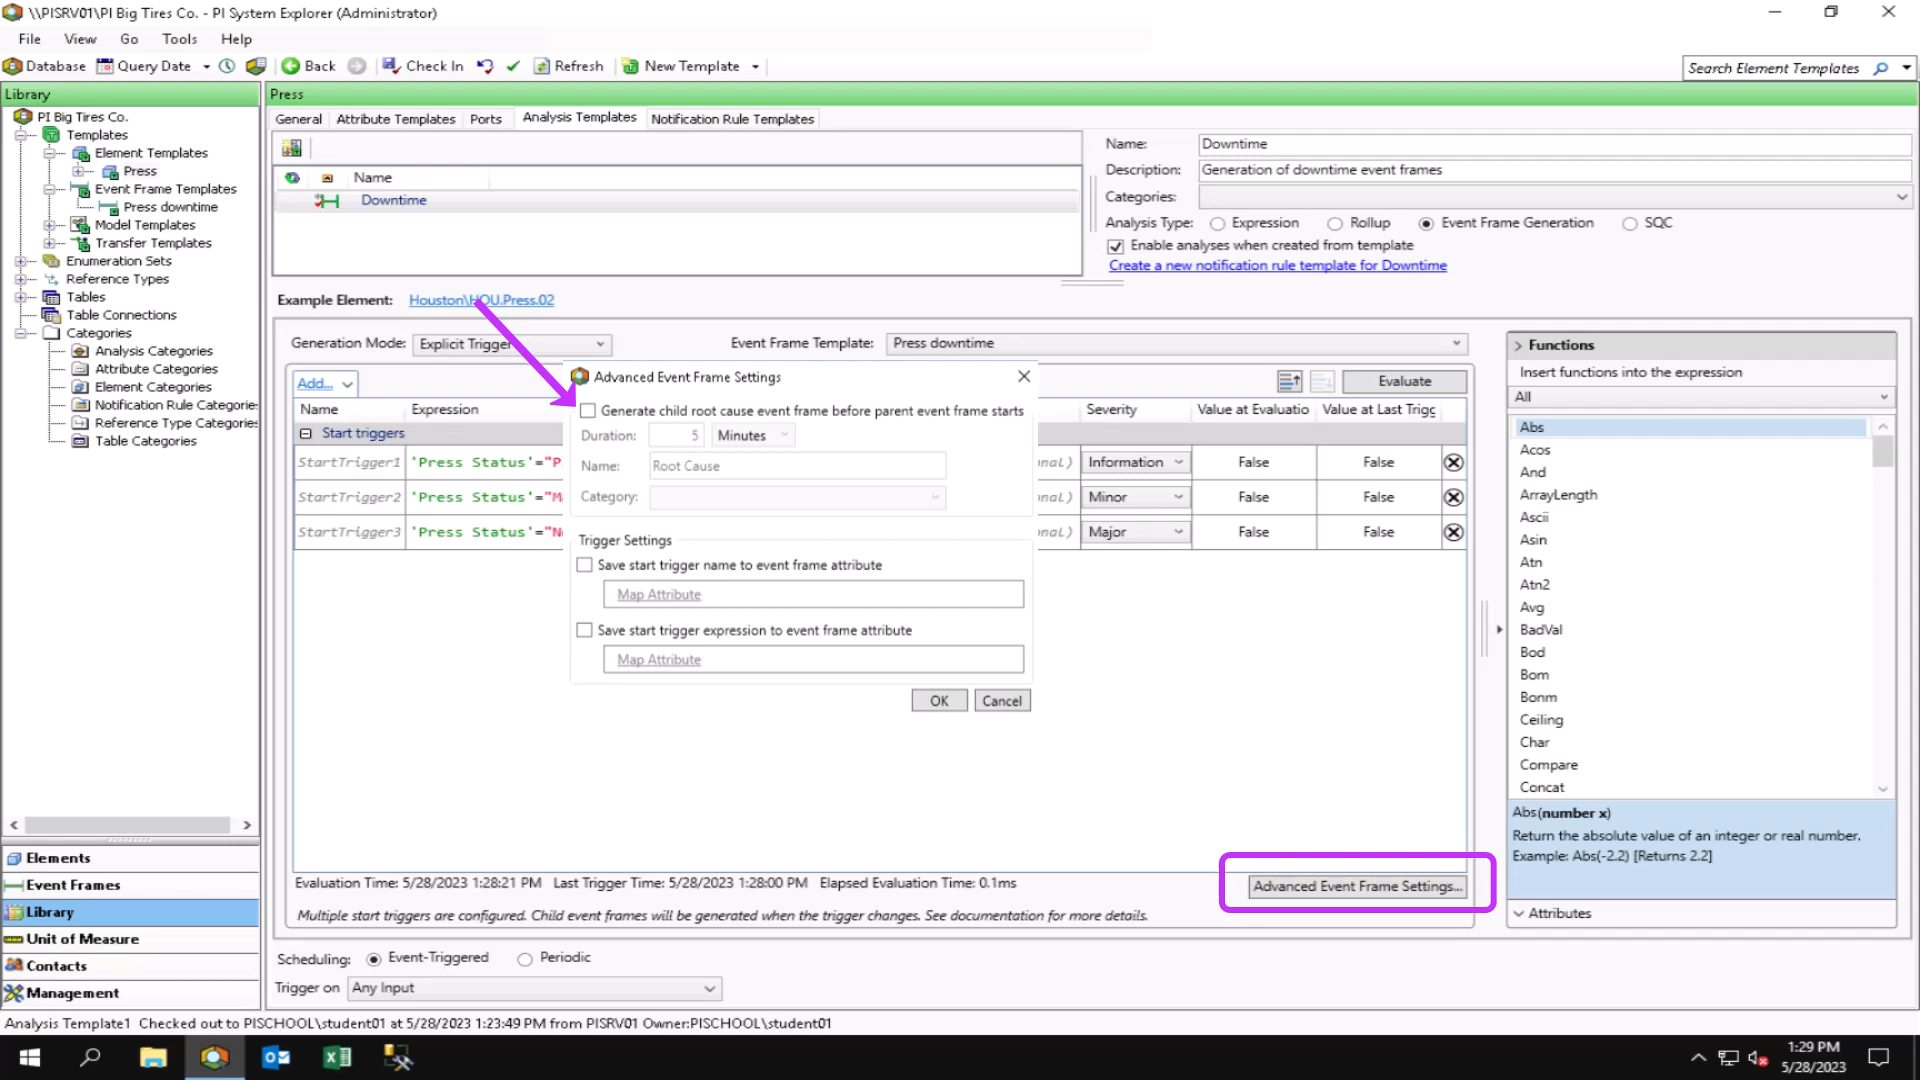 \\PISRV01\PI Big Tires Co. - PI System Explorer (Administrator)
File View Go Tools Help
Database Query Date Back Check In Refresh New Template
Search Element Templates
Library
Press
PI Big Tires Co.
Templates
Element Templates
Press
Event Frame Templates
Press downtime
Model Templates
Transfer Templates
Enumeration Sets
Reference Types
Tables
Table Connections
Categories
Analysis Categories
Attribute Categories
Element Categories
Notification Rule Categorie
Reference Type Categorie
Table Categories
Elements
Event Frames
Library
Unit of Measure
Contacts
Management
General Attribute Templates Ports Analysis Templates Notification Rule Templates
Name
Downtime
Name: Downtime
Description: Generation of downtime event frames
Categories:
Analysis Type: Expression Rollup Event Frame Generation SQC
Enable analyses when created from template
Create a new notification rule template for Downtime
Example Element: Houston\HOU.Press.02
Generation Mode: Explicit Trigger Event Frame Template: Press downtime
Add... Evaluate
Name Expression Severity Value at Evaluatio Value at Last Trigg
Start triggers
StartTrigger1 'Press Status'="P onal) Information False False
StartTrigger2 'Press Status'="M onal) Minor False False
StartTrigger3 'Press Status'="N onal) Major False False
Advanced Event Frame Settings
Generate child root cause event frame before parent event frame starts
Duration: 5 Minutes
Name: Root Cause
Category:
Trigger Settings
Save start trigger name to event frame attribute
Map Attribute
Save start trigger expression to event frame attribute
Map Attribute
OK Cancel
Evaluation Time: 5/28/2023 1:28:21 PM Last Trigger Time: 5/28/2023 1:28:00 PM Elapsed Evaluation Time: 0.1ms
Advanced Event Frame Settings...
Multiple start triggers are configured. Child event frames will be generated when the trigger changes. See documentation for more details.
Scheduling: Event-Triggered Periodic
Trigger on Any Input
Functions
Insert functions into the expression
All
Abs
Acos
And
ArrayLength
Ascii
Asin
Atn
Atn2
Avg
BadVal
Bod
Bom
Bonm
Ceiling
Char
Compare
Concat
Abs(number x)
Return the absolute value of an integer or real number.
Example: Abs(-2.2) [Returns 2.2]
Attributes
Analysis Template1 Checked out to PISCHOOL\student01 at 5/28/2023 1:23:49 PM from PISRV01 Owner:PISCHOOL\student01
1:29 PM
5/28/2023